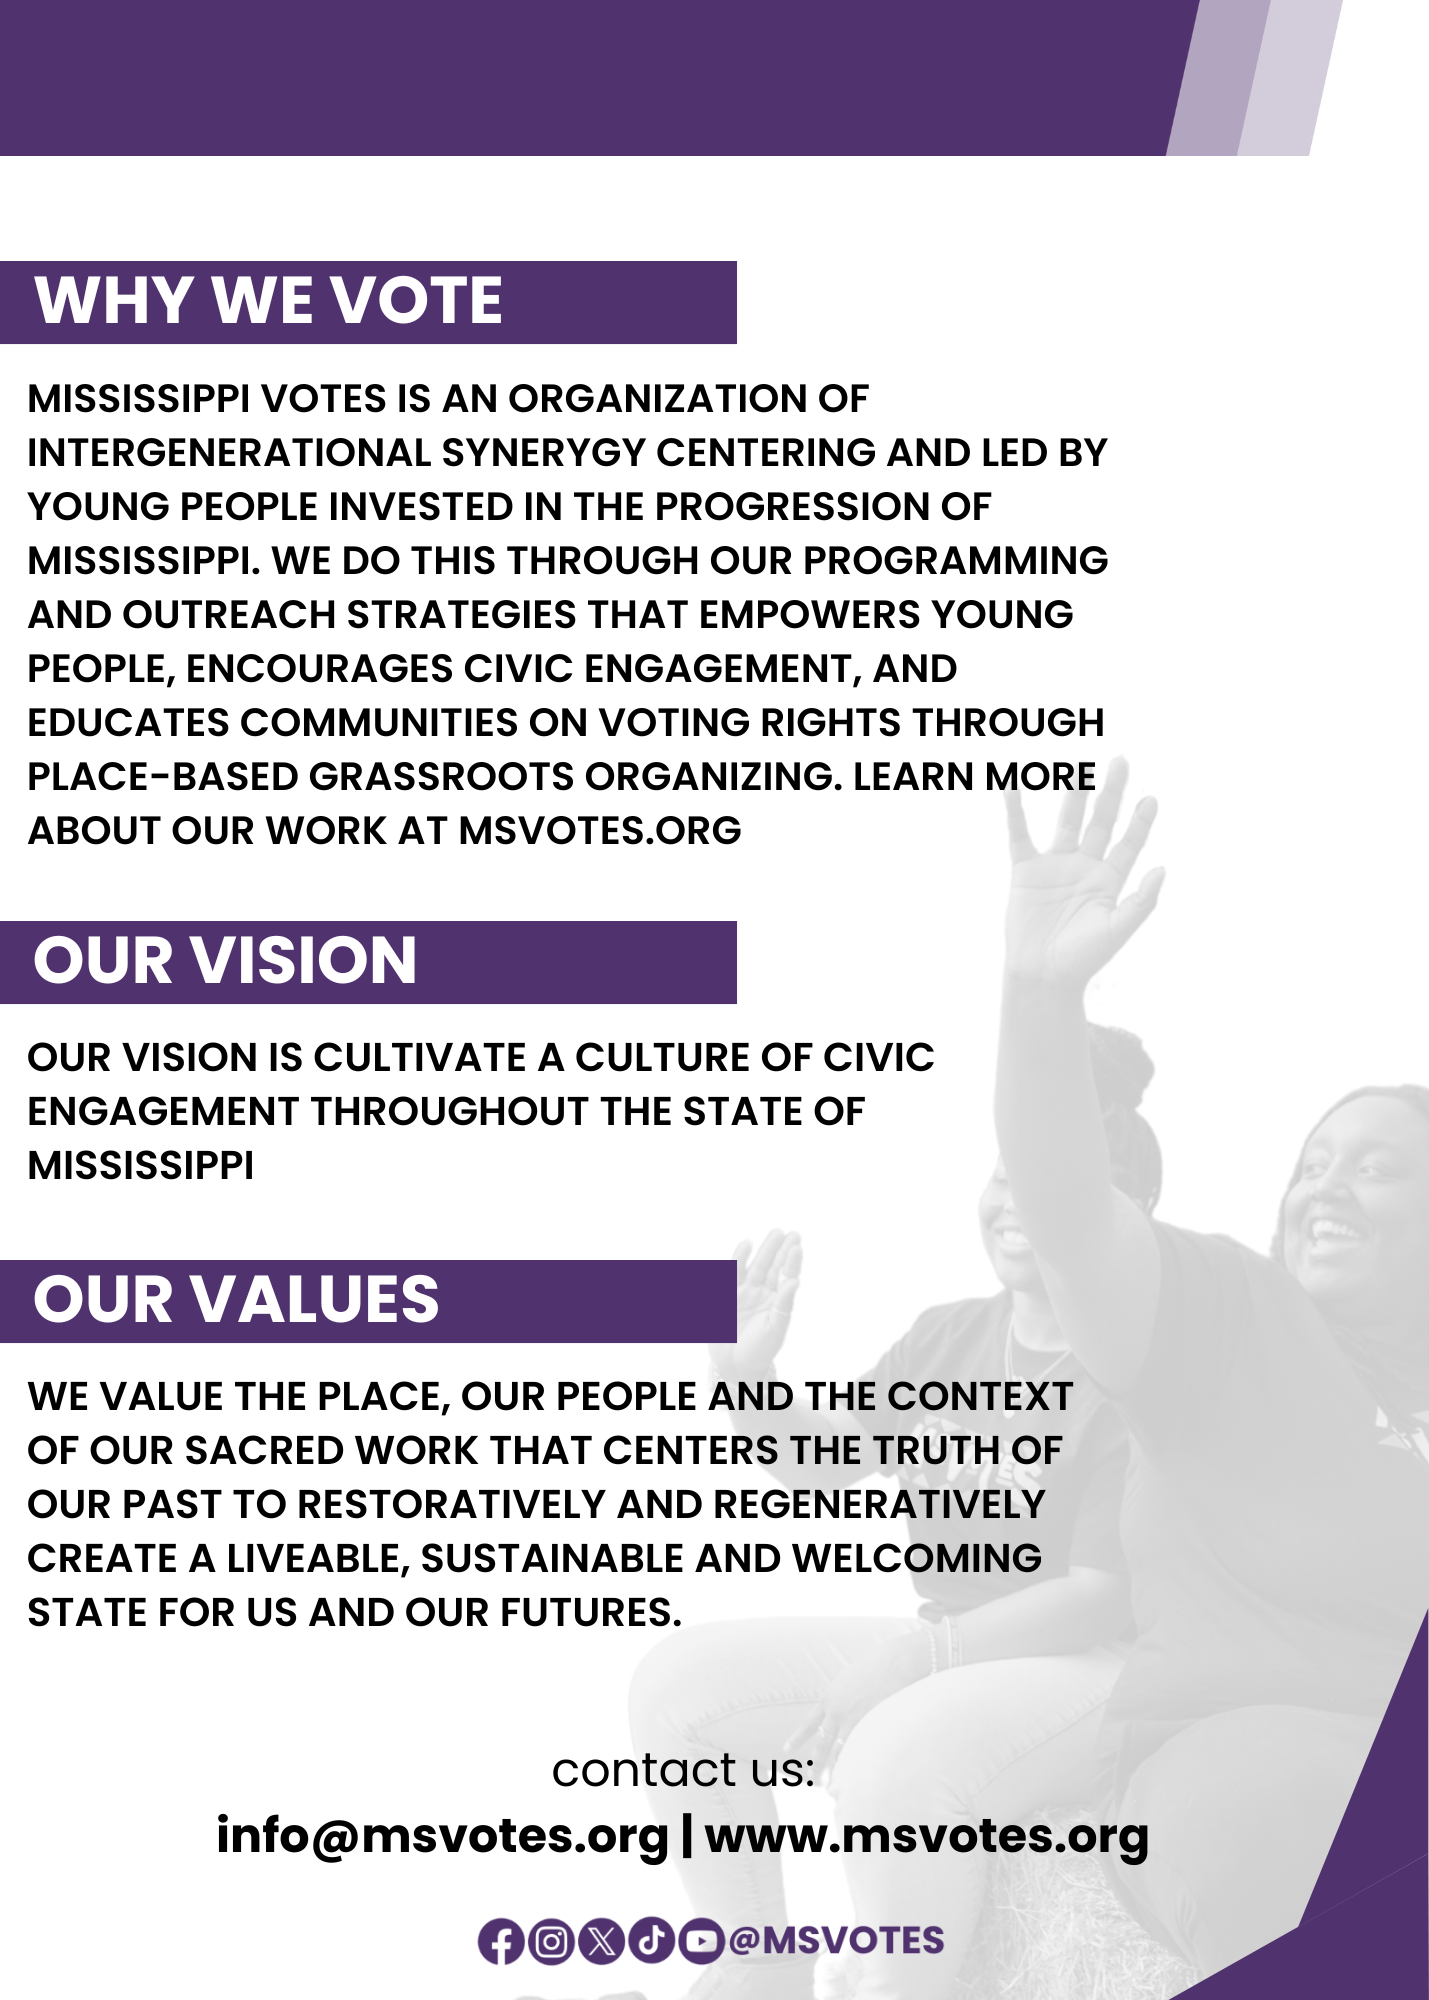 WHY WE VOTE
MISSISSIPPI VOTES IS AN ORGANIZATION OF
INTERGENERATIONAL SYNERYGY CENTERING AND LED BY
YOUNG PEOPLE INVESTED IN THE PROGRESSION OF
MISSISSIPPI. WE DO THIS THROUGH OUR PROGRAMMING
AND OUTREACH STRATEGIES THAT EMPOWERS YOUNG
PEOPLE, ENCOURAGES CIVIC ENGAGEMENT, AND
EDUCATES COMMUNITIES ON VOTING RIGHTS THROUGH
PLACE-BASED GRASSROOTS ORGANIZING. LEARN MORE
ABOUT OUR WORK AT MSVOTES.ORG
OUR VISION
OUR VISION IS CULTIVATE A CULTURE OF CIVIC
ENGAGEMENT THROUGHOUT THE STATE OF
MISSISSIPPI
OUR VALUES
WE VALUE THE PLACE, OUR PEOPLE AND THE CONTEXT
OF OUR SACRED WORK THAT CENTERS THE TRUTH OF
OUR PAST TO RESTORATIVELY AND REGENERATIVELY
CREATE A LIVEABLE, SUSTAINABLE AND WELCOMING
STATE FOR US AND OUR FUTURES.
contact us:
info@msvotes.org | www.msvotes.org
@MSVOTES